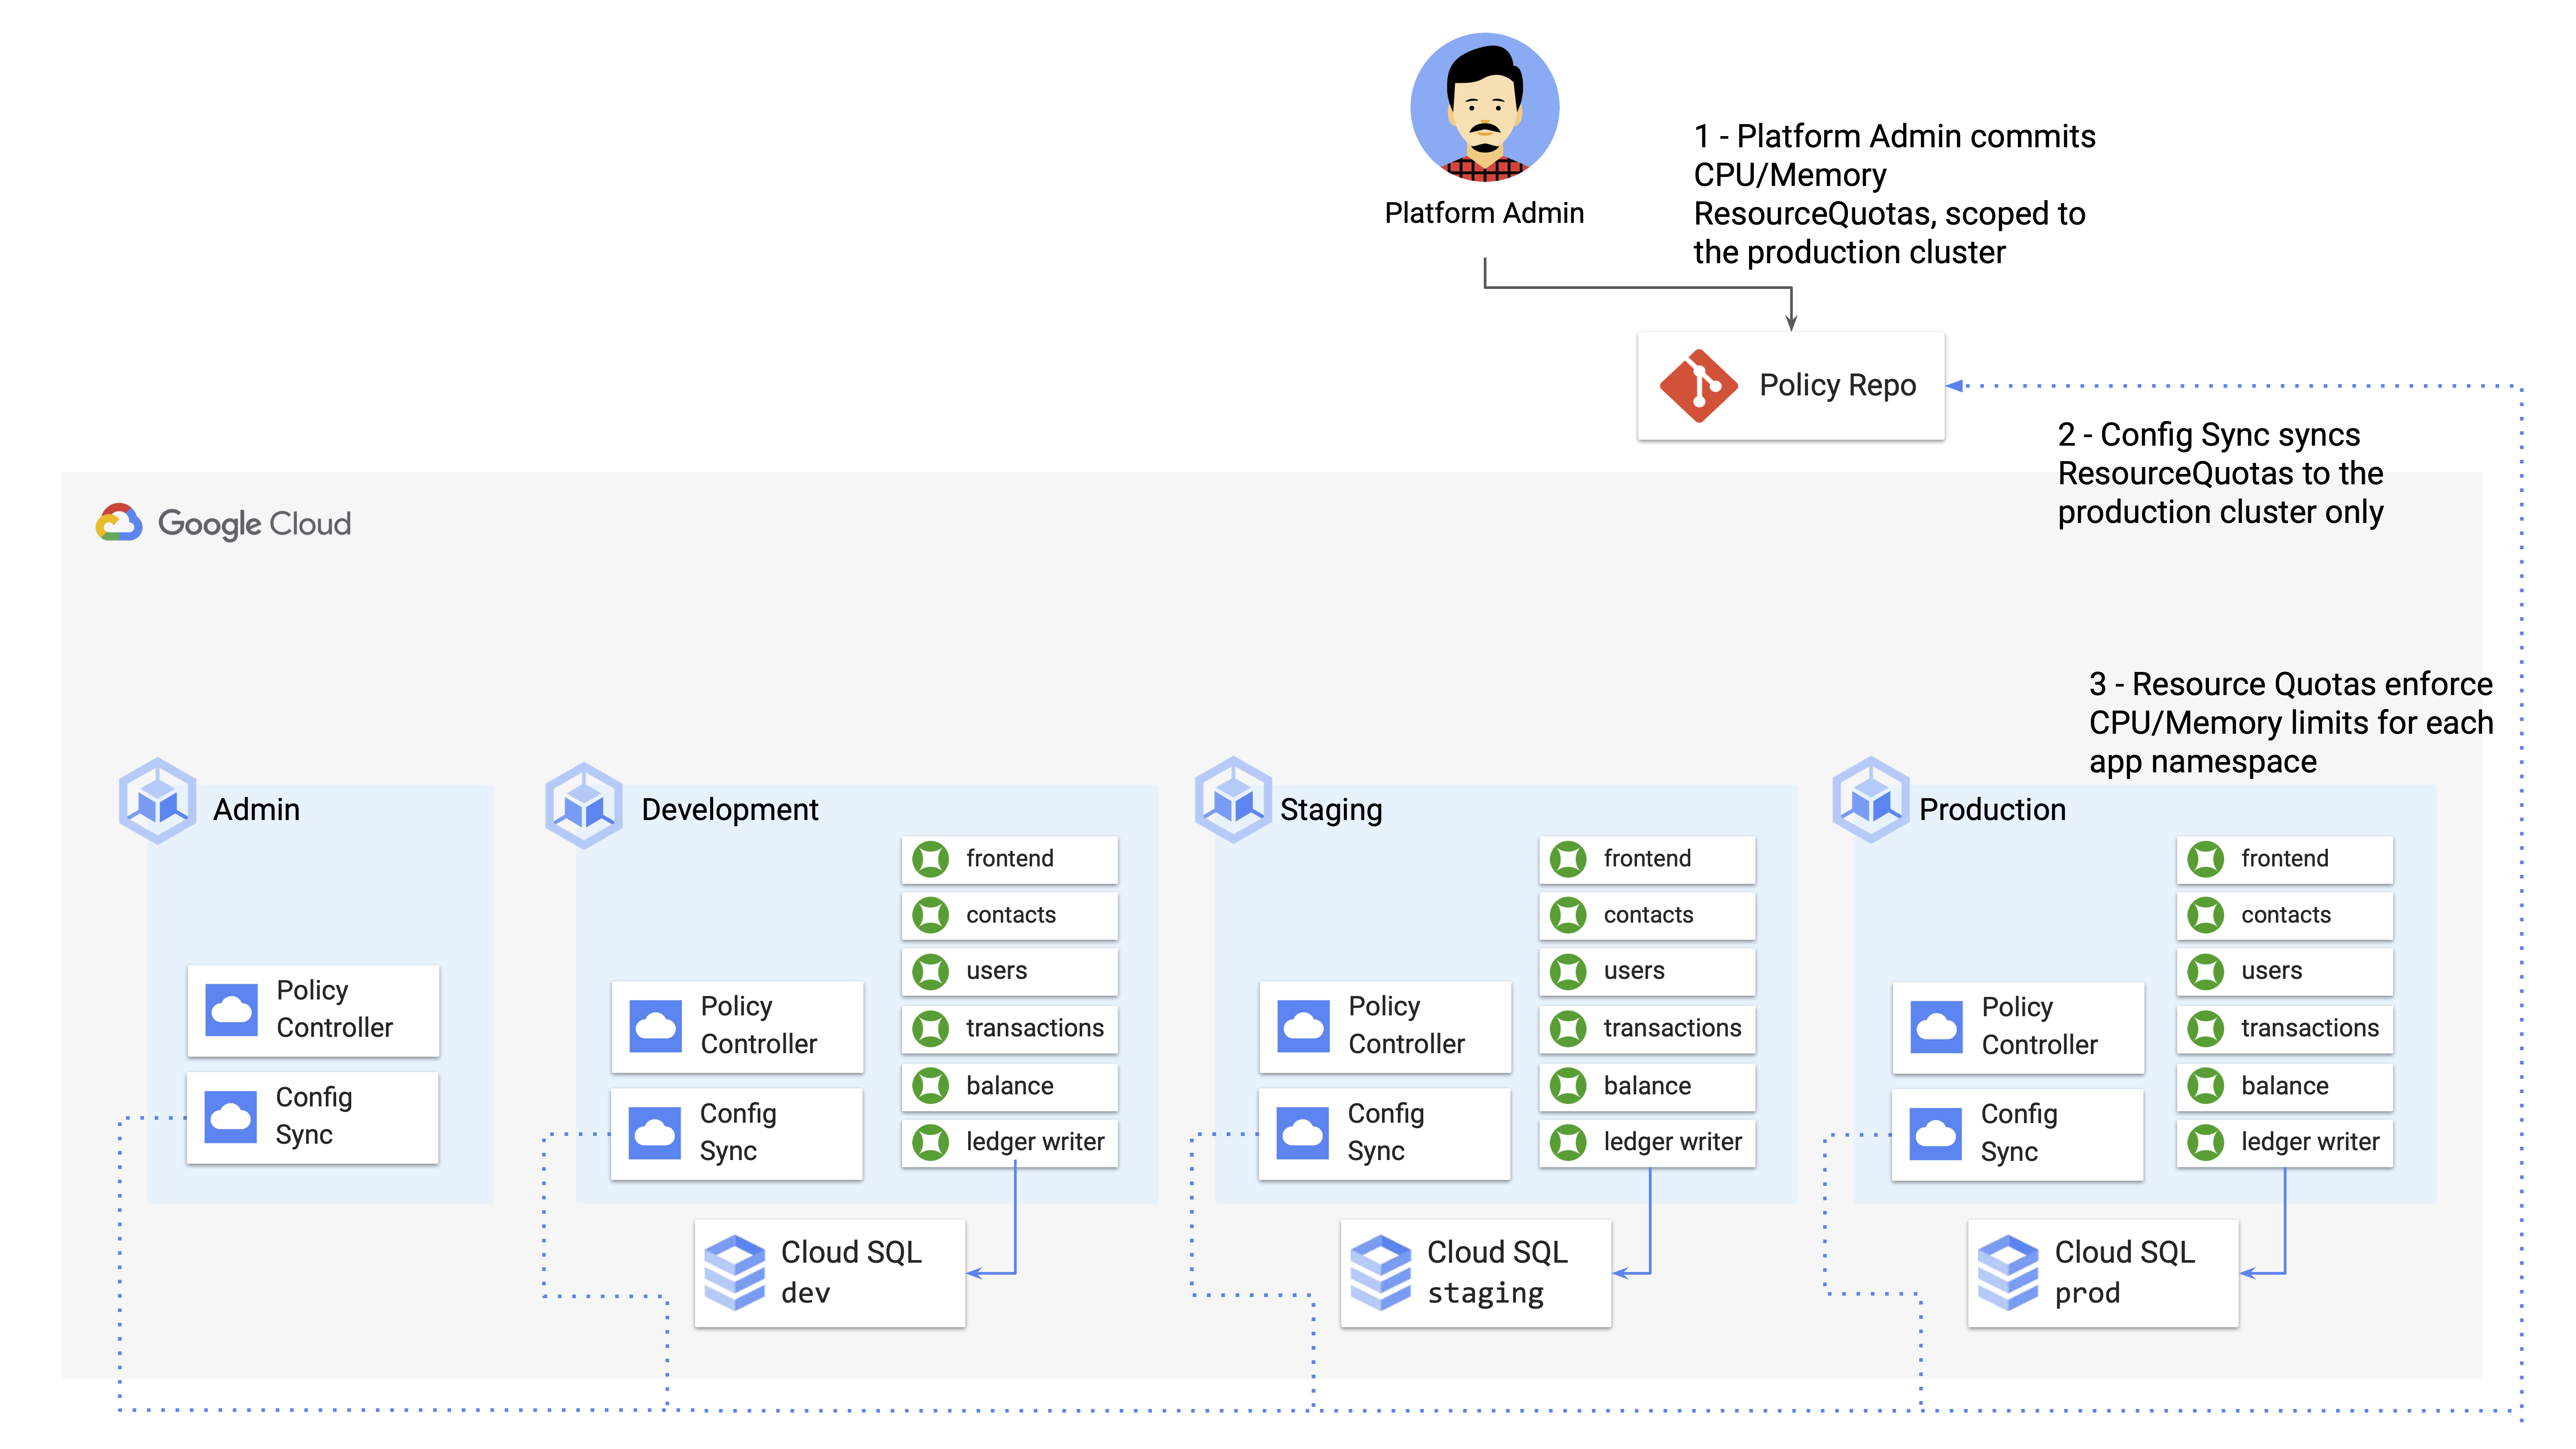 Platform Admin
1 - Platform Admin commits
CPU/Memory
ResourceQuotas, scoped to
the production cluster
Policy Repo
2 - Config Sync syncs
ResourceQuotas to the
production cluster only
Google Cloud
3 - Resource Quotas enforce
CPU/Memory limits for each
app namespace
Admin
Policy
Controller
Config
Sync
Development
frontend
contacts
users
transactions
balance
ledger writer
Policy
Controller
Config
Sync
Cloud SQL
dev
Staging
frontend
contacts
users
transactions
balance
ledger writer
Policy
Controller
Config
Sync
Cloud SQL
staging
Production
frontend
contacts
users
transactions
balance
ledger writer
Policy
Controller
Config
Sync
Cloud SQL
prod